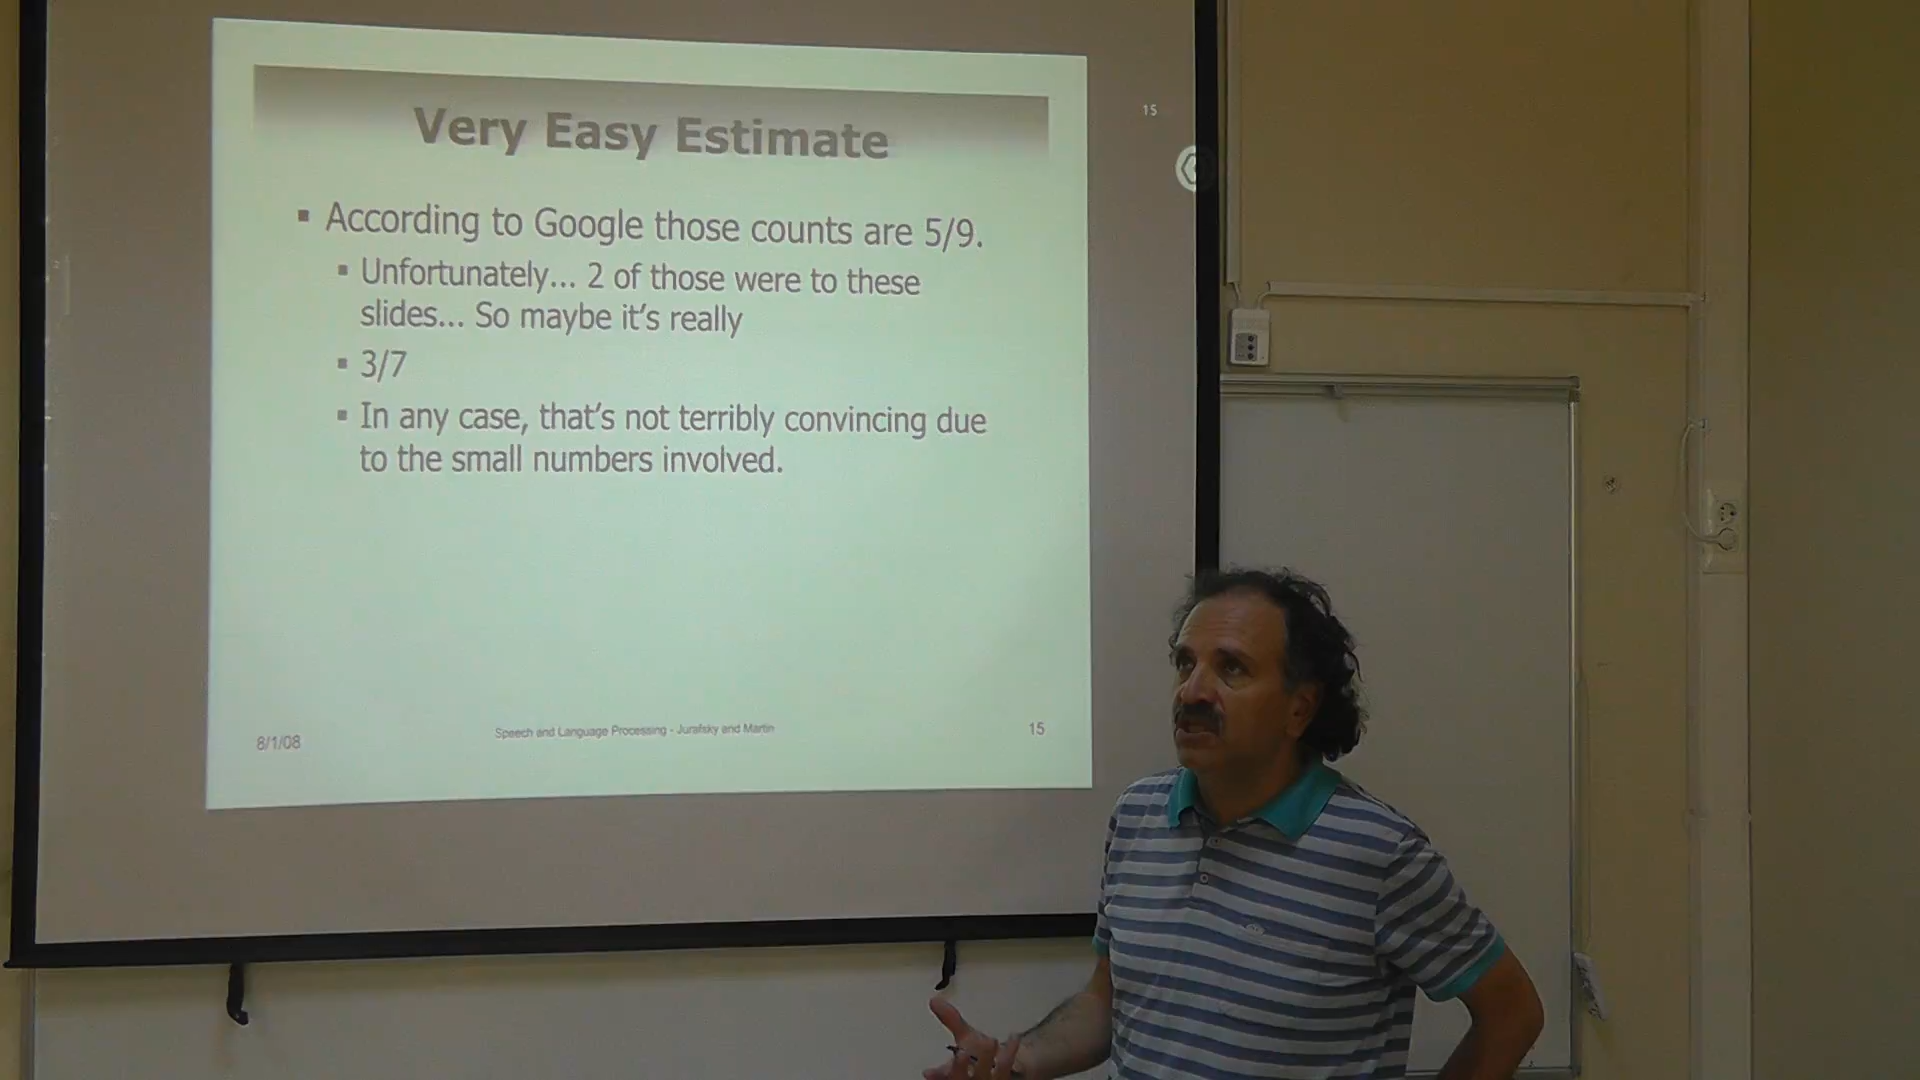 Very Easy Estimate
15
▪ According to Google those counts are 5/9.
▪ Unfortunately... 2 of those were to these
slides... So maybe it's really
▪ 3/7
▪ In any case, that's not terribly convincing due
to the small numbers involved.
8/1/08
Speech and Language Processing - Jurafsky and Martin
15